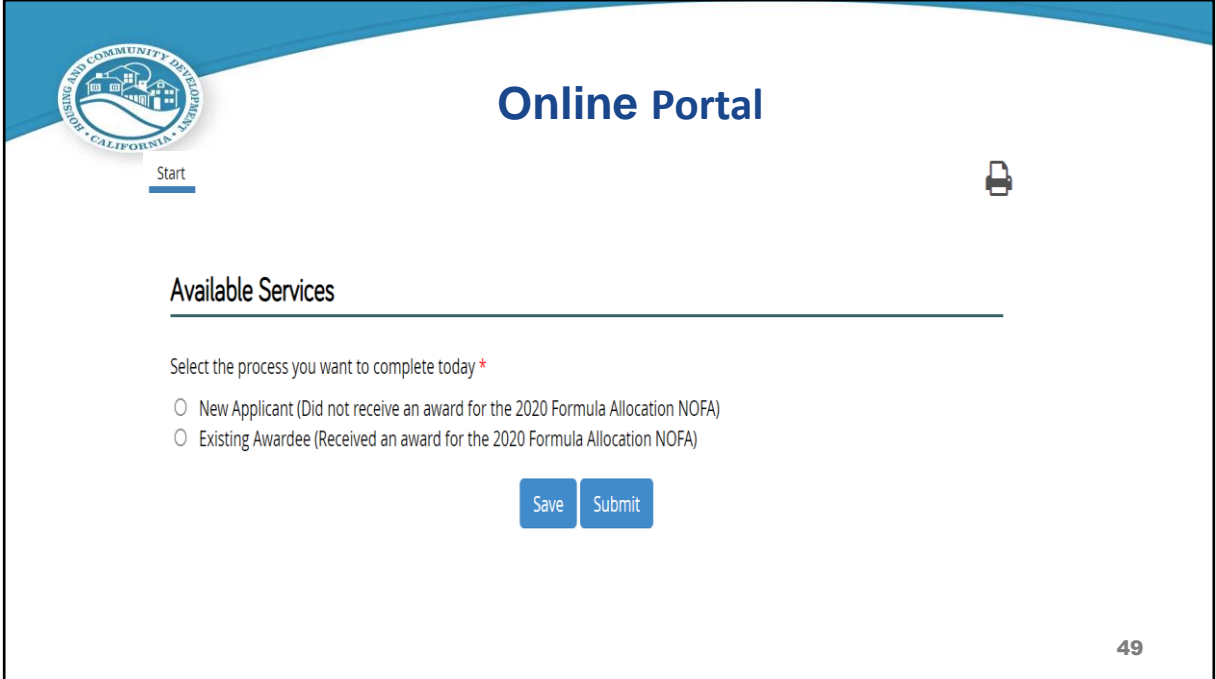 HOUSING AND COMMUNITY DEVELOPMENT • CALIFORNIA •
Online Portal
Start
Available Services
Select the process you want to complete today *
New Applicant (Did not receive an award for the 2020 Formula Allocation NOFA)
Existing Awardee (Received an award for the 2020 Formula Allocation NOFA)
Save Submit
49